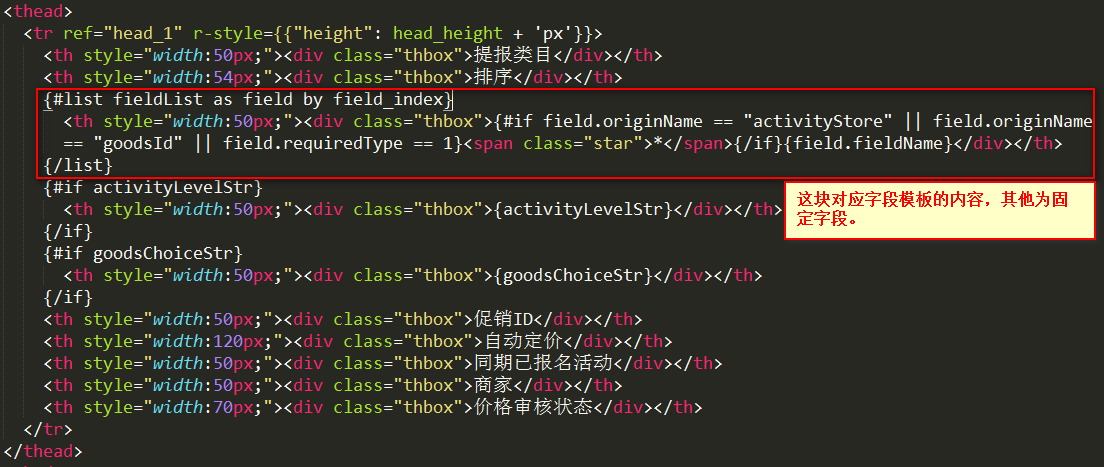 <thead>
<tr ref="head_1" r-style={{"height": head_height + 'px'}}>
<th style="width:50px;"><div class="thbox">提报类目</div></th>
<th style="width:54px;"><div class="thbox">排序</div></th>
{#list fieldList as field by field_index}
<th style="width:50px;"><div class="thbox">{#if field.originName == "activityStore" || field.originName
== "goodsId" || field.requiredType == 1}<span class="star">*</span>{/if}{field.fieldName}</div></th>
{/list}
{#if activityLevelStr}
<th style="width:50px;"><div class="thbox">{activityLevelStr}</div></th>
{/if}
{#if goodsChoiceStr}
<th style="width:50px;"><div class="thbox">{goodsChoiceStr}</div></th>
{/if}
<th style="width:50px;"><div class="thbox">促销ID</div></th>
<th style="width:120px;"><div class="thbox">自动定价</div></th>
<th style="width:50px;"><div class="thbox">同期已报名活动</div></th>
<th style="width:50px;"><div class="thbox">商家</div></th>
<th style="width:70px;"><div class="thbox">价格审核状态</div></th>
</tr>
</thead>
这块对应字段模板的内容，其他为固
定字段。